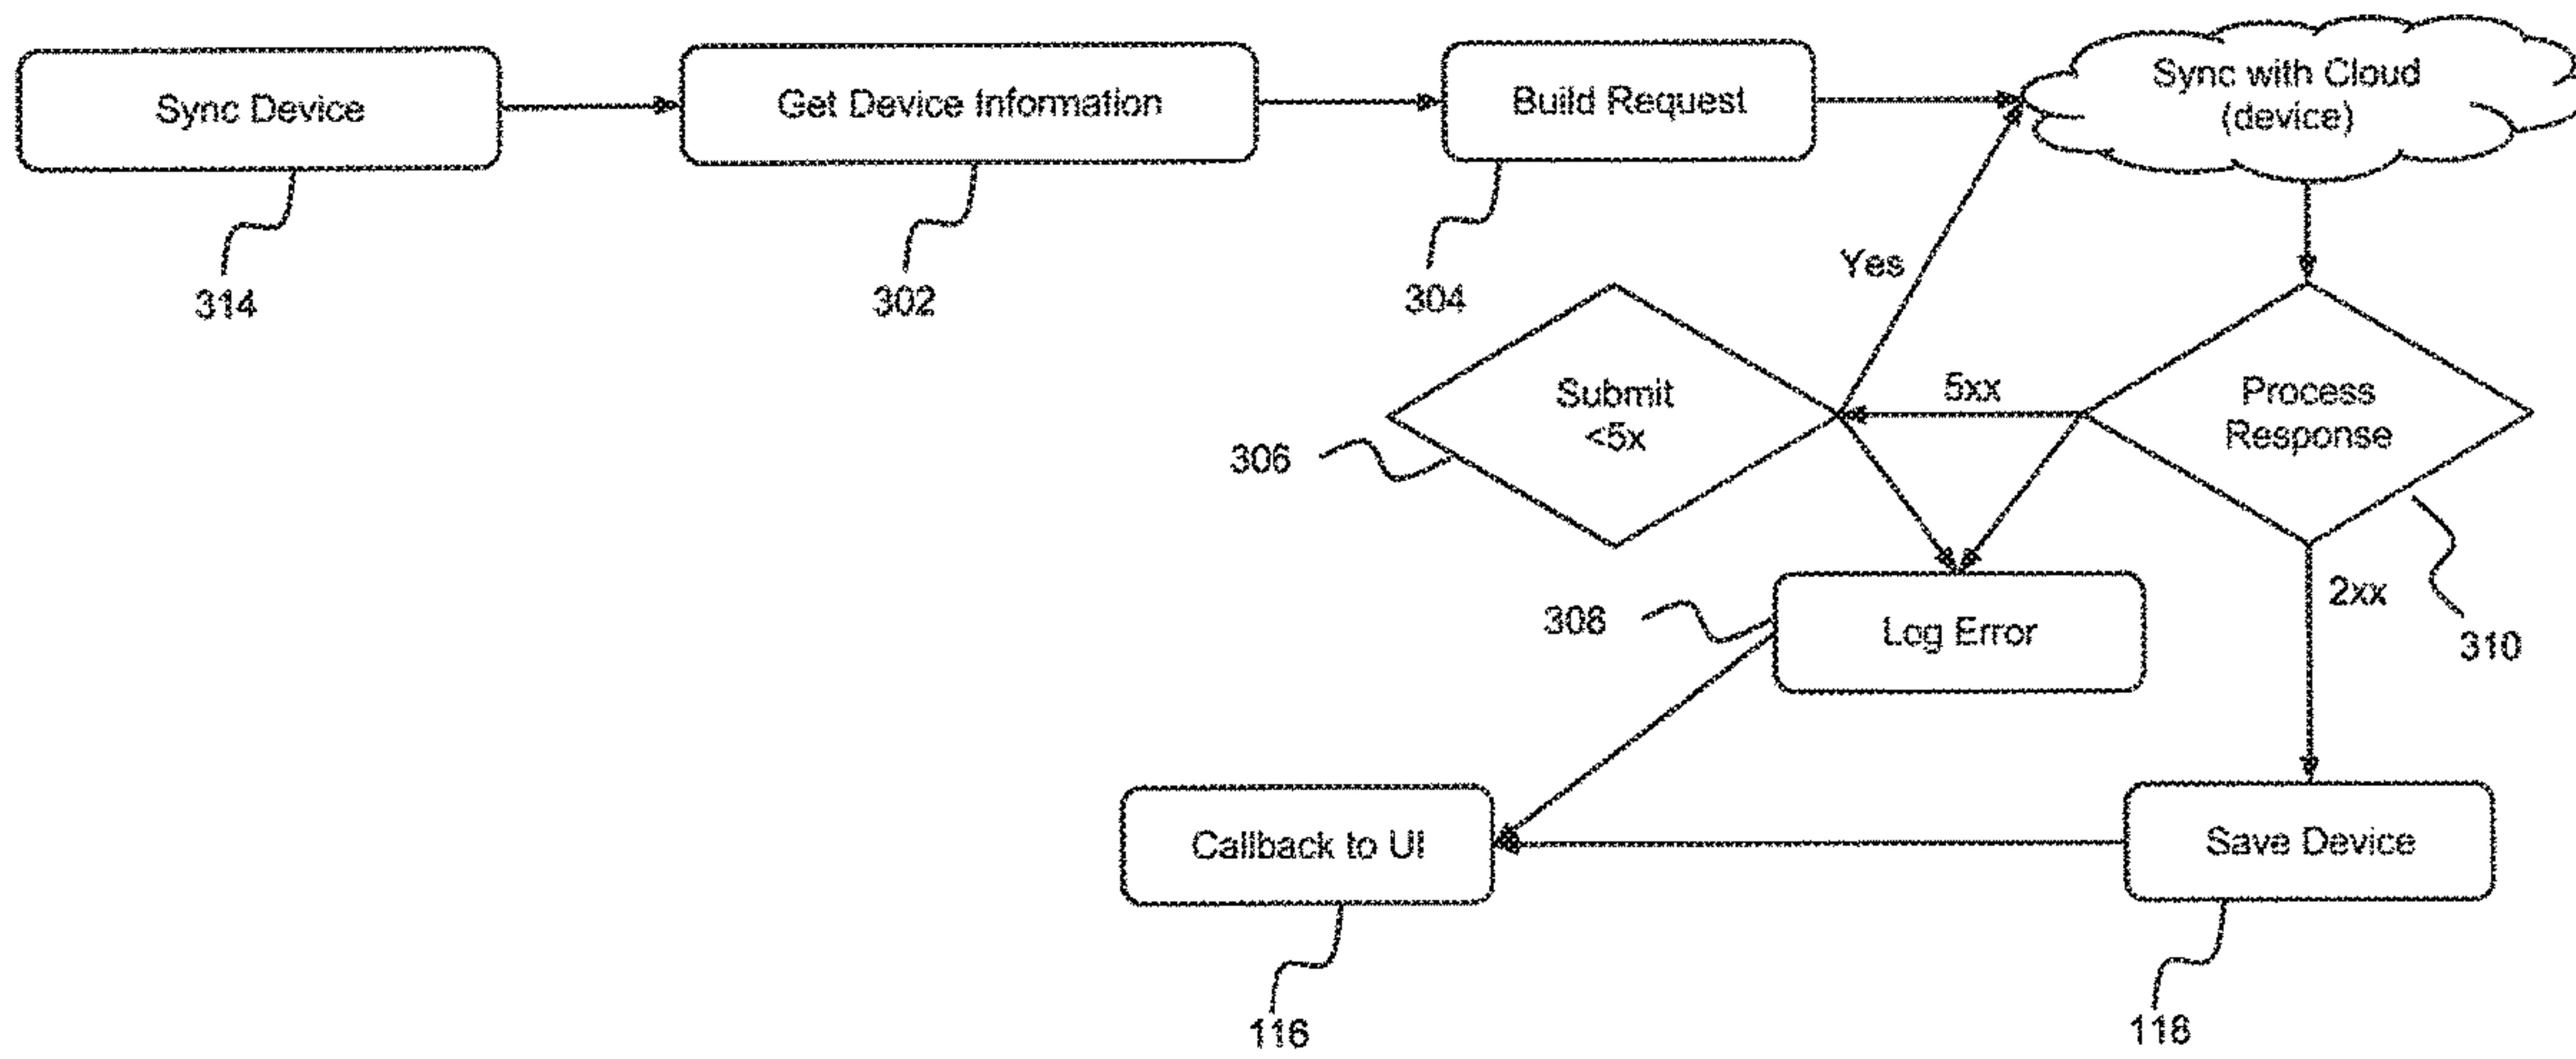 Sync Device
Get Device Information
Build Request
Sync with Cloud
(device)
314
302
304
Yes
Submit
<5x
5xx
Process
Response
306
308
Log Error
2xx
310
Callback to UI
Save Device
116
118